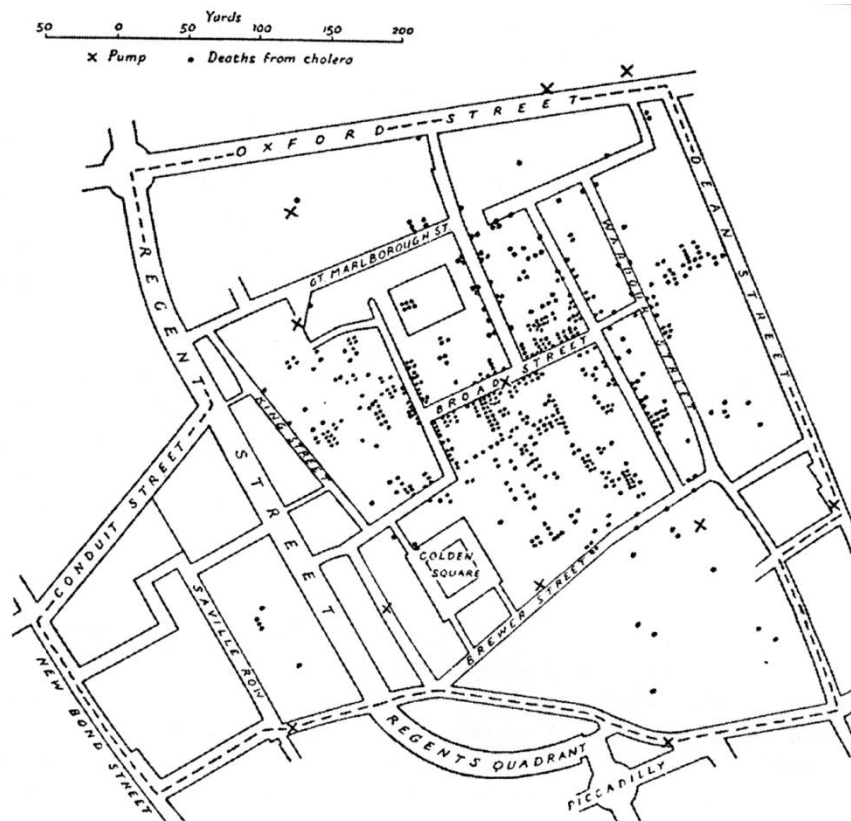 Yards
50 0 50 100 150 200
× Pump • Deaths from cholera
OXFORD STREET
DEAN STREET
REGENT STREET
GT. MARLBOROUGH ST.
WARDOUR STREET
BROAD STREET
KING STREET
CONDUIT STREET
GOLDEN
SQUARE
SAVILLE ROW
BREWER STREET
NEW BOND STREET
REGENTS QUADRANT
PICCADILLY